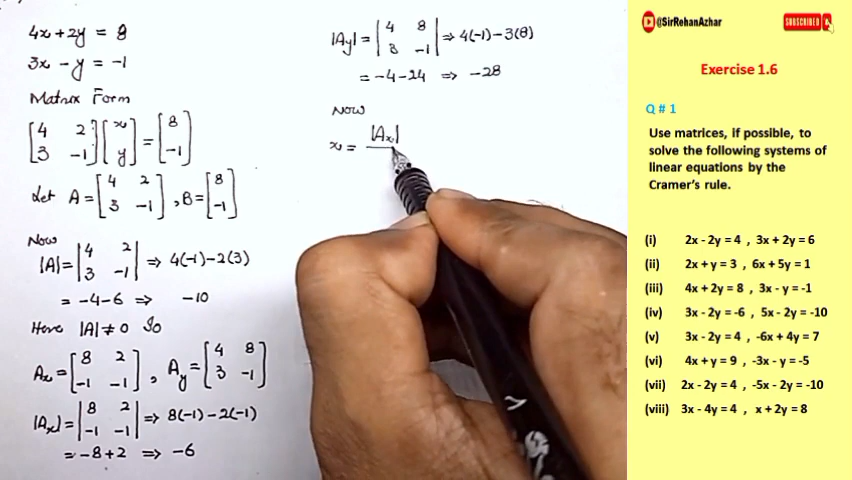 4x + 2y = 8
3x - y = -1
Matrix Form
[4 2; 3 -1] [x; y] = [8; -1]
Let A = [4 2; 3 -1] , B = [8; -1]
Now
|A| = |4 2; 3 -1| ⇒ 4(-1) - 2(3)
= -4 - 6 ⇒ -10
Here |A| ≠ 0 So
Ax = [8 2; -1 -1] , Ay = [4 8; 3 -1]
|Ax| = |8 2; -1 -1| ⇒ 8(-1) - 2(-1)
= -8 + 2 ⇒ -6
|Ay| = |4 8; 3 -1| ⇒ 4(-1) - 3(8)
= -4 - 24 ⇒ -28
Now
x = |Ax|
@SirRehanAzhar
SUBSCRIBED
Exercise 1.6
Q # 1
Use matrices, if possible, to
solve the following systems of
linear equations by the
Cramer's rule.
(i) 2x - 2y = 4 , 3x + 2y = 6
(ii) 2x + y = 3 , 6x + 5y = 1
(iii) 4x + 2y = 8 , 3x - y = -1
(iv) 3x - 2y = -6 , 5x - 2y = -10
(v) 3x - 2y = 4 , -6x + 4y = 7
(vi) 4x + y = 9 , -3x - y = -5
(vii) 2x - 2y = 4 , -5x - 2y = -10
(viii) 3x - 4y = 4 , x + 2y = 8